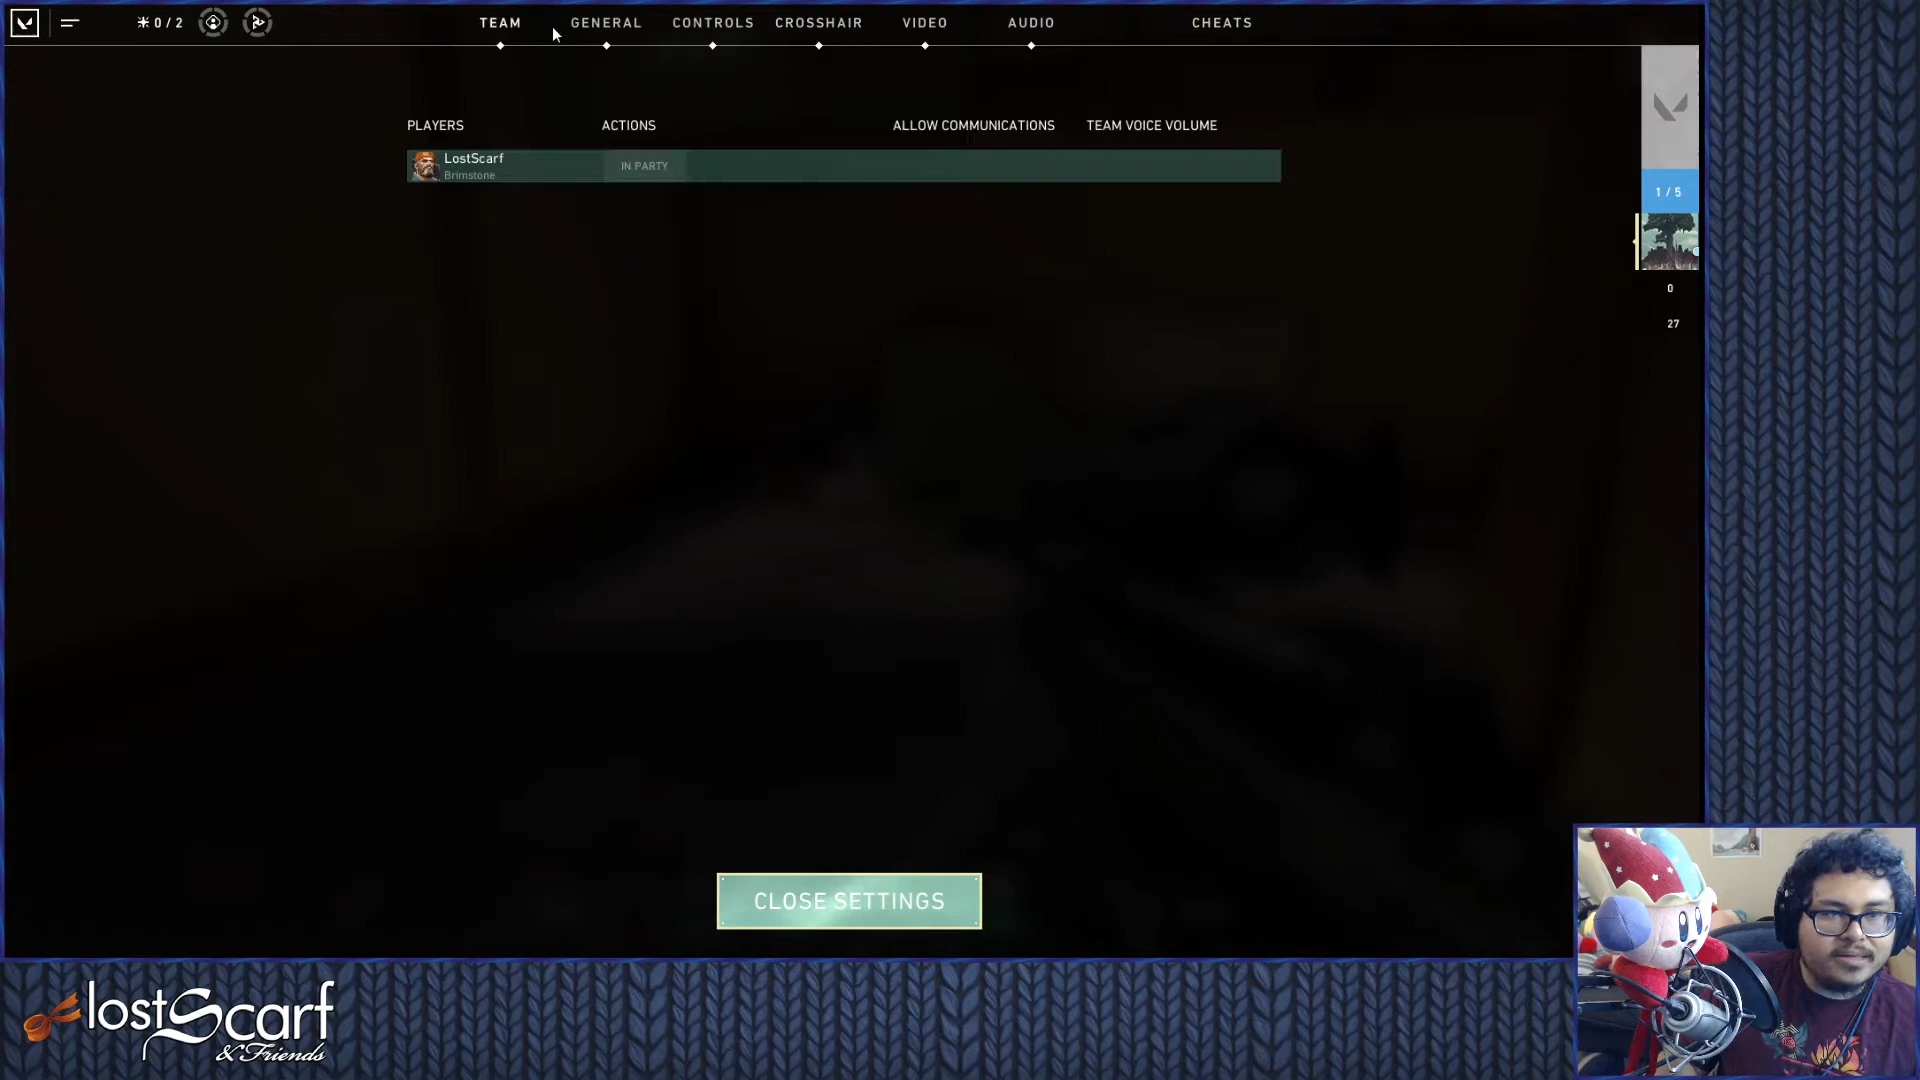 0 / 2
TEAM
GENERAL
CONTROLS
CROSSHAIR
VIDEO
AUDIO
CHEATS
PLAYERS
ACTIONS
ALLOW COMMUNICATIONS
TEAM VOICE VOLUME
LostScarf
Brimstone
IN PARTY
1 / 5
0
27
CLOSE SETTINGS
lostScarf
& Friends